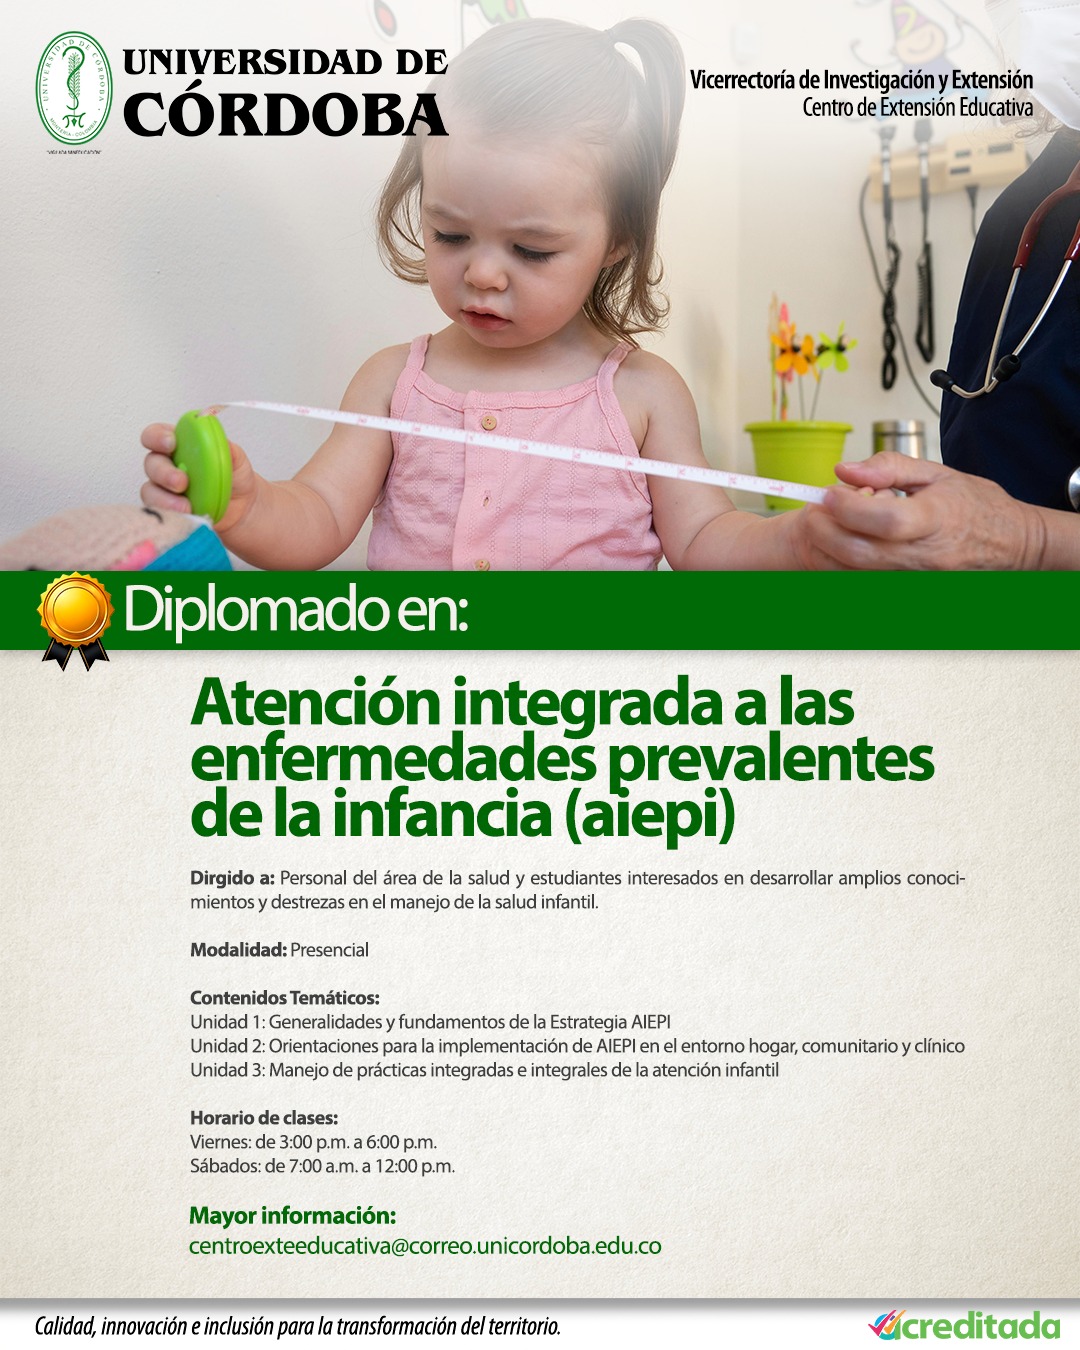 UNIVERSIDAD DE
CÓRDOBA
Vicerrectoría de Investigación y Extensión
Centro de Extensión Educativa
Diplomado en:
Atención integrada a las
enfermedades prevalentes
de la infancia (aiepi)
Dirgido a: Personal del área de la salud y estudiantes interesados en desarrollar amplios conoci-
mientos y destrezas en el manejo de la salud infantil.
Modalidad: Presencial
Contenidos Temáticos:
Unidad 1: Generalidades y fundamentos de la Estrategia AIEPI
Unidad 2: Orientaciones para la implementación de AIEPI en el entorno hogar, comunitario y clínico
Unidad 3: Manejo de prácticas integradas e integrales de la atención infantil
Horario de clases:
Viernes: de 3:00 p.m. a 6:00 p.m.
Sábados: de 7:00 a.m. a 12:00 p.m.
Mayor información:
centroexteeducativa@correo.unicordoba.edu.co
Calidad, innovación e inclusión para la transformación del territorio.
acreditada